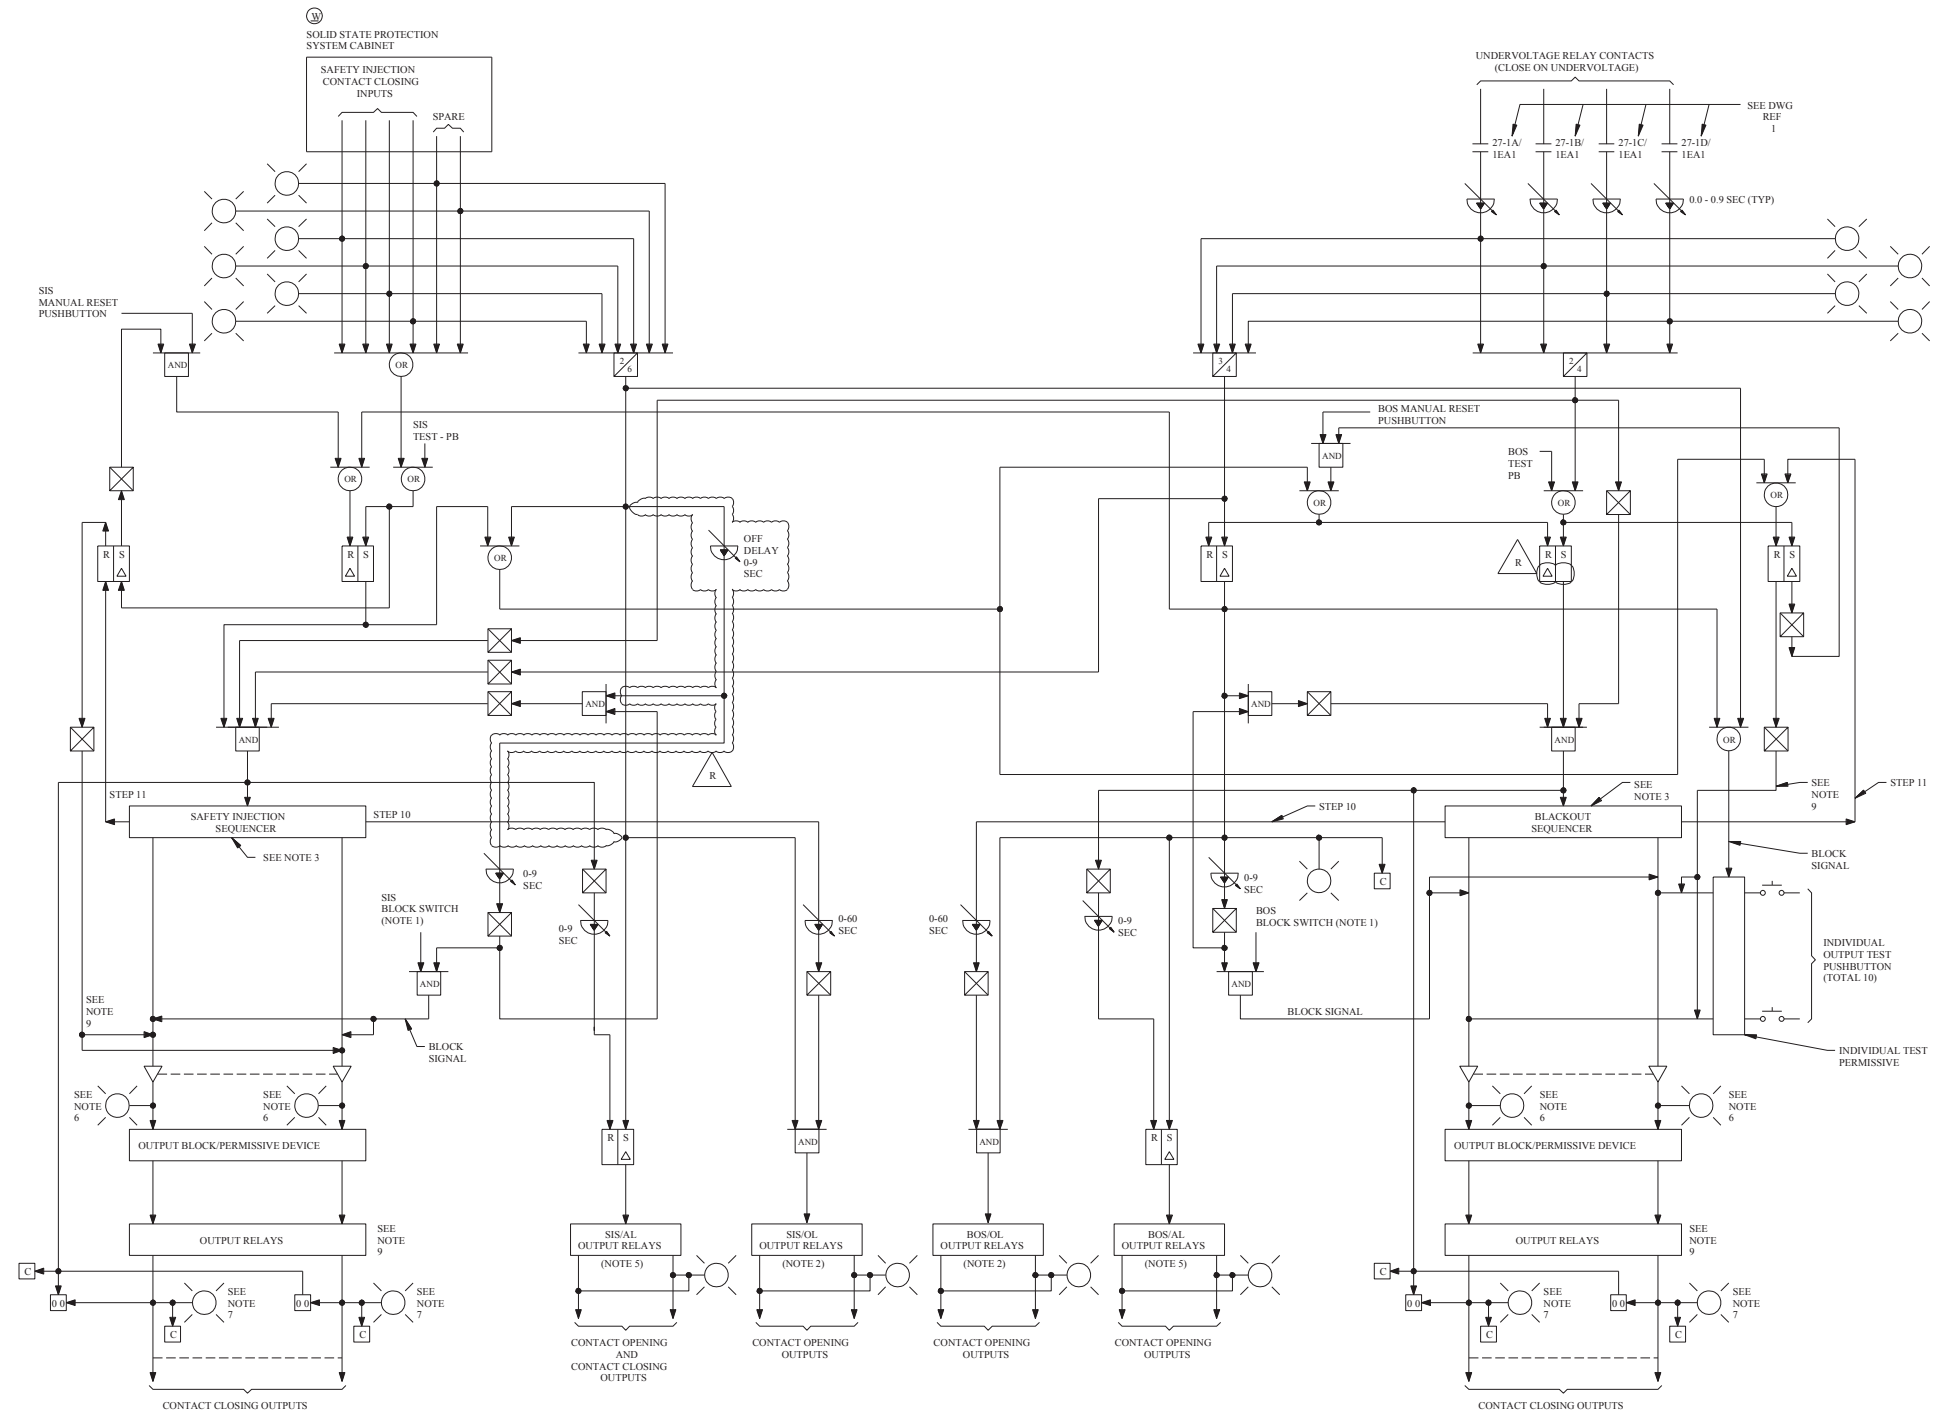 W
SOLID STATE PROTECTION
SYSTEM CABINET
SAFETY INJECTION
CONTACT CLOSING
INPUTS
SPARE
UNDERVOLTAGE RELAY CONTACTS
(CLOSE ON UNDERVOLTAGE)
SEE DWG
REF
1
27-1A/
1EA1
27-1B/
1EA1
27-1C/
1EA1
27-1D/
1EA1
0.0 - 0.9 SEC (TYP)
SIS
MANUAL RESET
PUSHBUTTON
AND
OR
2
6
3
4
2
4
SIS
TEST - PB
BOS MANUAL RESET
PUSHBUTTON
AND
BOS
TEST
PB
OR
OR
OR
OR
OR
R S
R S
OR
OFF
DELAY
0-9
SEC
R S
R
R S
R S
AND
AND
AND
AND
OR
R
STEP 11
SAFETY INJECTION
SEQUENCER
STEP 10
SEE NOTE 3
STEP 10
SEE
NOTE 3
BLACKOUT
SEQUENCER
SEE
NOTE
9
STEP 11
BLOCK
SIGNAL
0-9
SEC
SIS
BLOCK SWITCH
(NOTE 1)
0-9
SEC
0-60
SEC
0-60
SEC
0-9
SEC
0-9
SEC
C
BOS
BLOCK SWITCH (NOTE 1)
AND
AND
INDIVIDUAL
OUTPUT TEST
PUSHBUTTON
(TOTAL 10)
SEE
NOTE
9
BLOCK
SIGNAL
BLOCK SIGNAL
INDIVIDUAL TEST
PERMISSIVE
SEE
NOTE
6
SEE
NOTE
6
SEE
NOTE
6
SEE
NOTE
6
OUTPUT BLOCK/PERMISSIVE DEVICE
R S
AND
AND
R S
OUTPUT BLOCK/PERMISSIVE DEVICE
OUTPUT RELAYS
SEE
NOTE
9
SIS/AL
OUTPUT RELAYS
(NOTE 5)
SIS/OL
OUTPUT RELAYS
(NOTE 2)
BOS/OL
OUTPUT RELAYS
(NOTE 2)
BOS/AL
OUTPUT RELAYS
(NOTE 5)
OUTPUT RELAYS
SEE
NOTE
9
C
0 0
C
SEE
NOTE
7
0 0
C
SEE
NOTE
7
C
0 0
C
SEE
NOTE
7
0 0
C
SEE
NOTE
7
CONTACT OPENING
AND
CONTACT CLOSING
OUTPUTS
CONTACT OPENING
OUTPUTS
CONTACT OPENING
OUTPUTS
CONTACT OPENING
OUTPUTS
CONTACT CLOSING OUTPUTS
CONTACT CLOSING OUTPUTS